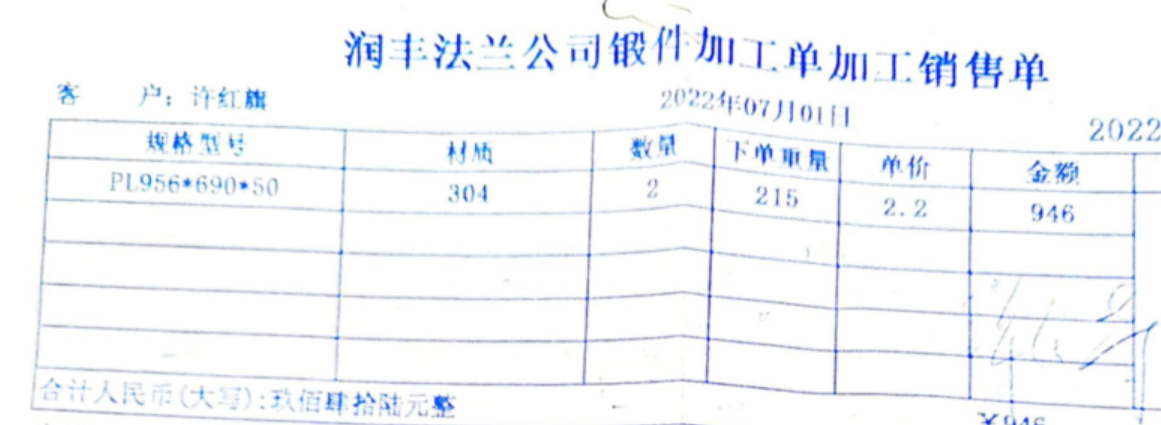 润丰法兰公司锻件加工单加工销售单
客 户: 许红旗
2022年07月01日
2022
规格型号 材质 数量 下单重量 单价 金额
PL956*690*50 304 2 215 2.2 946
合计人民币(大写):玖佰肆拾陆元整
¥946